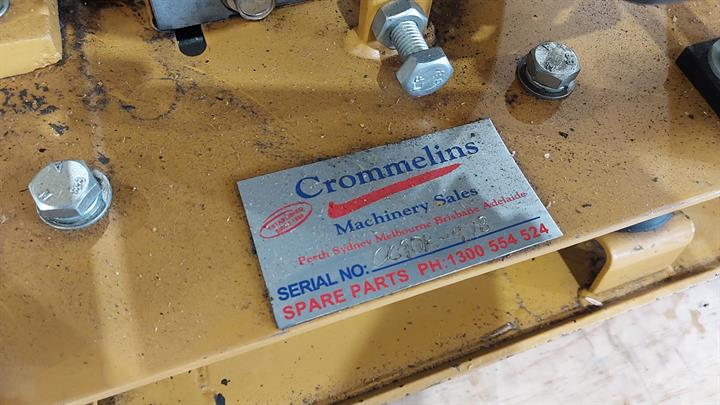 Crommelins
Machinery Sales
Perth Sydney Melbourne Brisbane Adelaide
SERIAL NO:
SPARE PARTS PH:1300 554 524